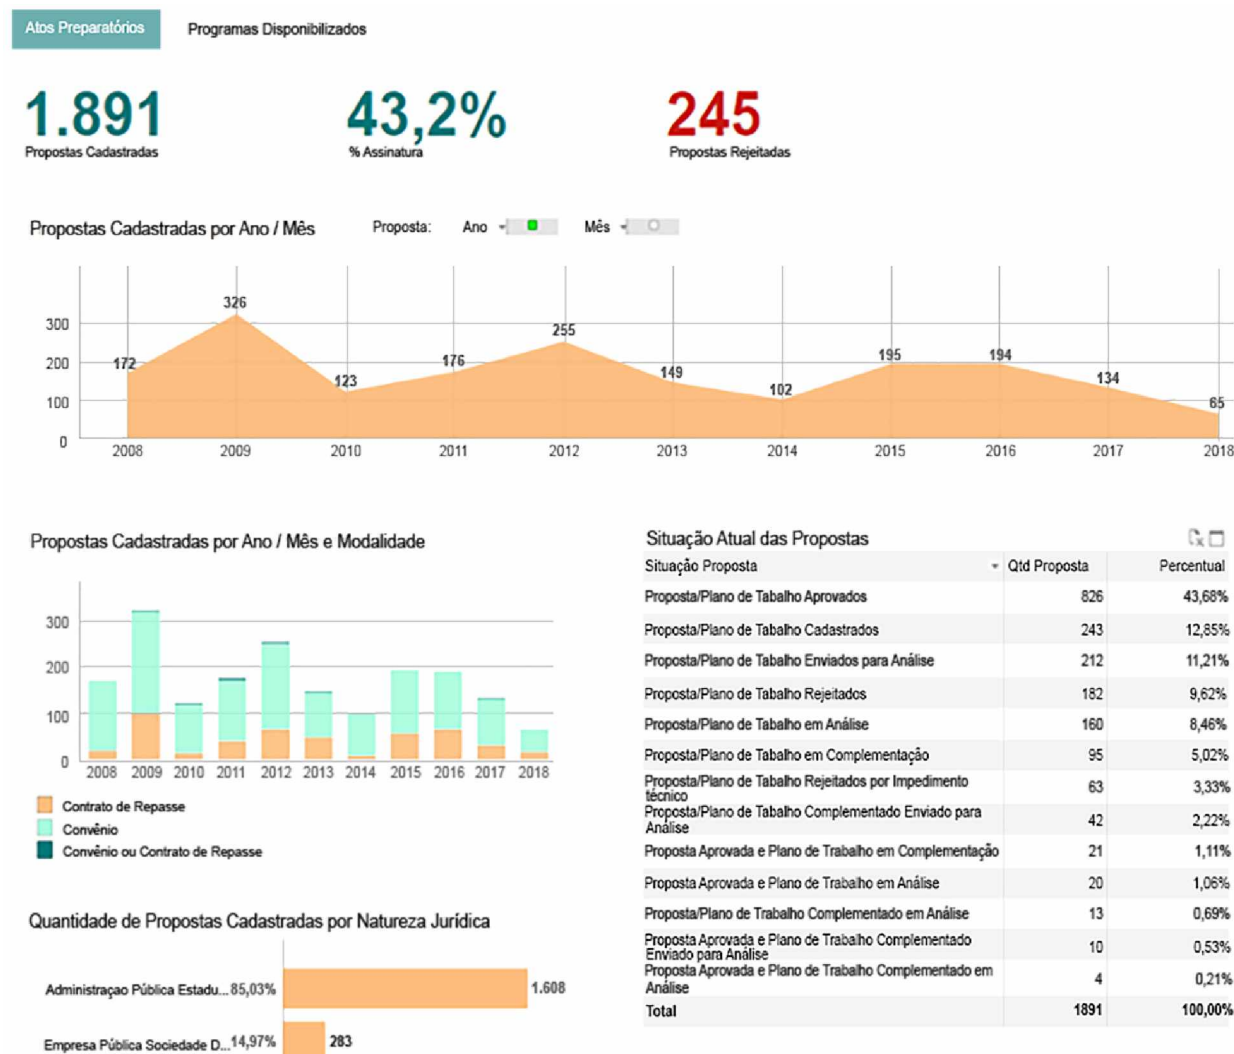 Atos Preparatórios
Programas Disponibilizados
1.891
43,2%
245
Propostas Cadastradas
% Assinatura
Propostas Rejeitadas
Propostas Cadastradas por Ano / Mês
Proposta:
Ano
Mês
300
200
100
0
172
326
123
176
255
149
102
195
194
134
65
2008
2009
2010
2011
2012
2013
2014
2015
2016
2017
2018
Propostas Cadastradas por Ano / Mês e Modalidade
300
200
100
0
2008 2009 2010 2011 2012 2013 2014 2015 2016 2017 2018
Contrato de Repasse
Convênio
Convênio ou Contrato de Repasse
Quantidade de Propostas Cadastradas por Natureza Jurídica
Administraçao Pública Estadu... 85,03% 1.608
Empresa Pública Sociedade D... 14,97% 283
Situação Atual das Propostas
Situação Proposta Qtd Proposta Percentual
Proposta/Plano de Tabalho Aprovados 826 43,68%
Proposta/Plano de Tabalho Cadastrados 243 12,85%
Proposta/Plano de Tabalho Enviados para Análise 212 11,21%
Proposta/Plano de Tabalho Rejeitados 182 9,62%
Proposta/Plano de Tabalho em Análise 160 8,46%
Proposta/Plano de Tabalho em Complementação 95 5,02%
Proposta/Plano de Tabalho Rejeitados por Impedimento
técnico 63 3,33%
Proposta/Plano de Tabalho Complementado Enviado para
Análise 42 2,22%
Proposta Aprovada e Plano de Trabalho em Complementação 21 1,11%
Proposta Aprovada e Plano de Trabalho em Análise 20 1,06%
Proposta/Plano de Trabalho Complementado em Análise 13 0,69%
Proposta Aprovada e Plano de Trabalho Complementado
Enviado para Análise 10 0,53%
Proposta Aprovada e Plano de Trabalho Complementado em
Análise 4 0,21%
Total 1891 100,00%